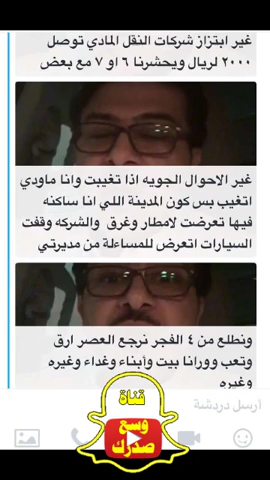 غير ابتزاز شركات النقل المادي توصل
٢٠٠٠ لريال ويحشرنا ٦ او ٧ مع بعض
غير الاحوال الجويه اذا تغيبت وانا ماودي
اتغيب بس كون المدينة اللي انا ساكنه
فيها تعرضت لامطار وغرق والشركه وقفت
السيارات اتعرض للمساءلة من مديرتي
ونطلع من ٤ الفجر نرجع العصر ارق
وتعب وورانا بيت وأبناء وغداء وغيره
وغيره
أرسل دردشة
قناة
وسع
صدرك